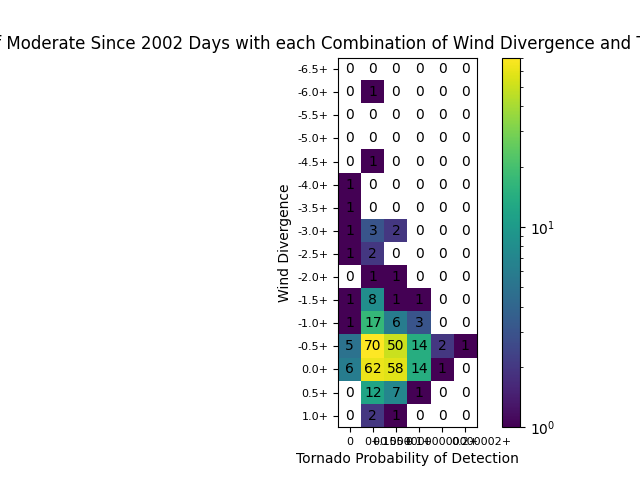 Moderate Since 2002 Days with each Combination of Wind Divergence and
-6.5+ 0 0 0 0 0 0
-6.0+ 0 1 0 0 0 0
-5.5+ 0 0 0 0 0 0
-5.0+ 0 0 0 0 0 0
-4.5+ 0 1 0 0 0 0
-4.0+ 1 0 0 0 0 0
-3.5+ 1 0 0 0 0 0
-3.0+ 1 3 2 0 0 0
-2.5+ 1 2 0 0 0 0
-2.0+ 0 1 1 0 0 0
-1.5+ 1 8 1 1 0 0
-1.0+ 1 17 6 3 0 0
-0.5+ 5 70 50 14 2 1
0.0+ 6 62 58 14 1 0
0.5+ 0 12 7 1 0 0
1.0+ 0 2 1 0 0 0
0
Tornado Probability of Detection
Wind Divergence
10¹
10⁰